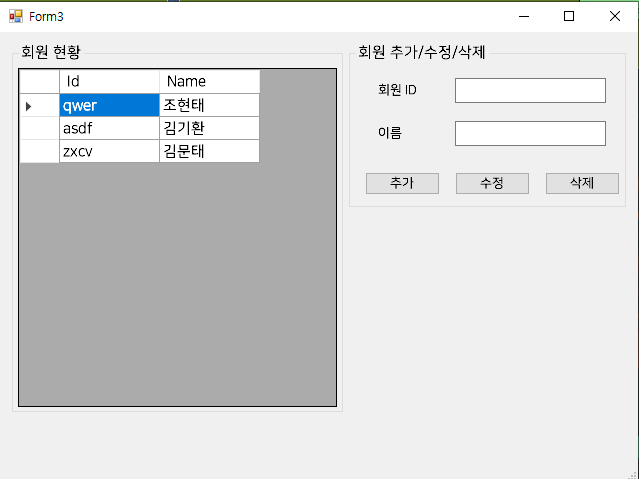 Form3
회원 현황
Id Name
qwer 조현태
asdf 김기환
zxcv 김문태
회원 추가/수정/삭제
회원 ID
이름
추가 수정 삭제